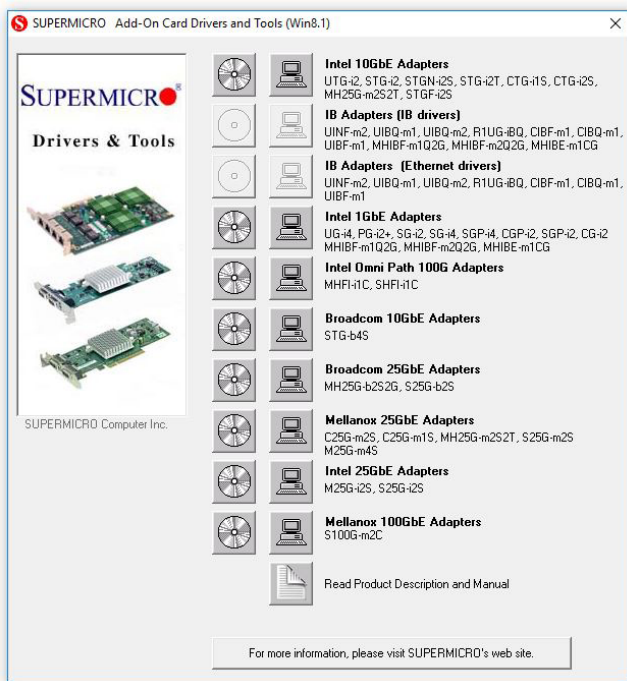 SUPERMICRO Add-On Card Drivers and Tools (Win8.1)
SUPERMICRO®
Drivers & Tools
SUPERMICRO Computer Inc.
Intel 10GbE Adapters
UTG-i2, STG-i2, STGN-i2S, STG-i2T, CTG-i1S, CTG-i2S,
MH25G-m2S2T, STGF-i2S
IB Adapters (IB drivers)
UINF-m2, UIBQ-m1, UIBQ-m2, R1UG-iBQ, CIBF-m1, CIBQ-m1,
UIBF-m1, MHIBF-m1Q2G, MHIBF-m2Q2G, MHIBE-m1CG
IB Adapters (Ethernet drivers)
UINF-m2, UIBQ-m1, UIBQ-m2, R1UG-iBQ, CIBF-m1, CIBQ-m1,
UIBF-m1
Intel 1GbE Adapters
UG-i4, PG-i2+, SG-i2, SG-i4, SGP-i4, CGP-i2, SGP-i2, CG-i2
MHIBF-m1Q2G, MHIBF-m2Q2G, MHIBE-m1CG
Intel Omni Path 100G Adapters
MHFI-i1C, SHFI-i1C
Broadcom 10GbE Adapters
STG-b4S
Broadcom 25GbE Adapters
MH25G-b2S2G, S25G-b2S
Mellanox 25GbE Adapters
C25G-m2S, C25G-m1S, MH25G-m2S2T, S25G-m2S
M25G-m4S
Intel 25GbE Adapters
M25G-i2S, S25G-i2S
Mellanox 100GbE Adapters
S100G-m2C
Read Product Description and Manual
For more information, please visit SUPERMICRO's web site.